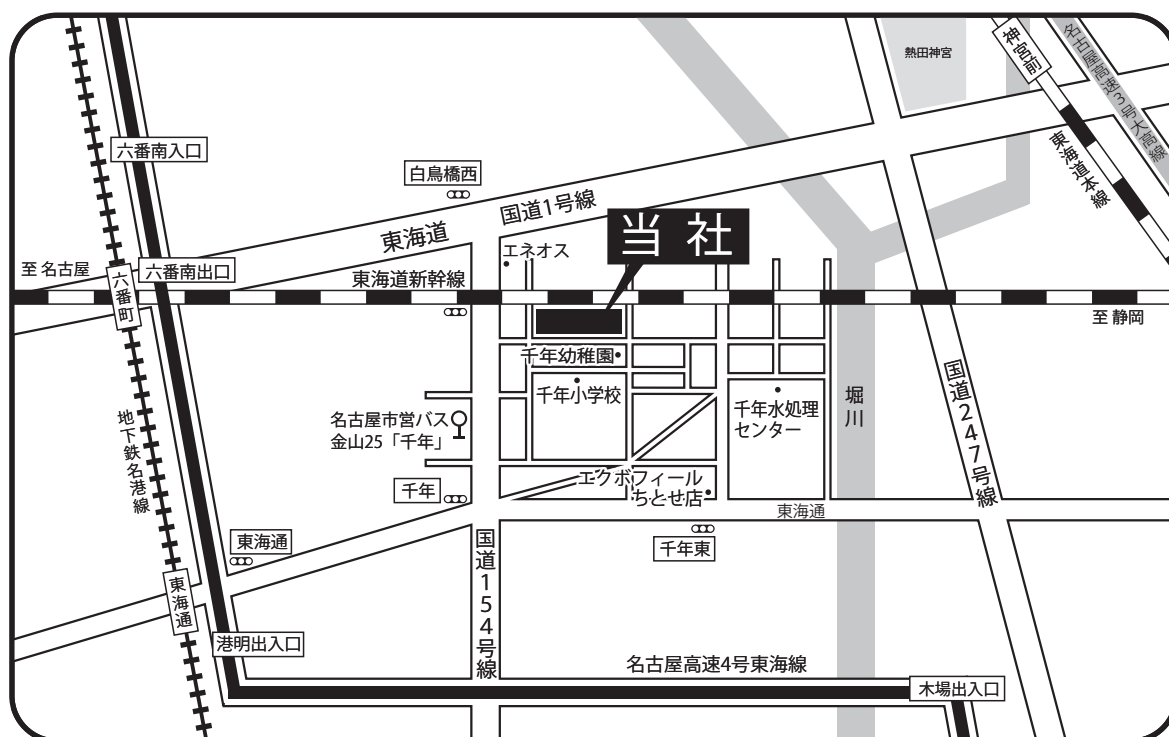 熱田神宮
神宮前
名古屋高速3号大高線
東海道本線
六番南入口
白鳥橋西
国道1号線
東海道
当 社
エネオス
至 名古屋
六番南出口
東海道新幹線
六番町
至 静岡
千年幼稚園
千年小学校
千年水処理
センター
堀川
国道247号線
名古屋市営バス
金山25「千年」
地下鉄名港線
エクボフィール
ちとせ店
千年
東海通
東海通
千年東
国道154号線
東海通
港明出入口
名古屋高速4号東海線
木場出入口